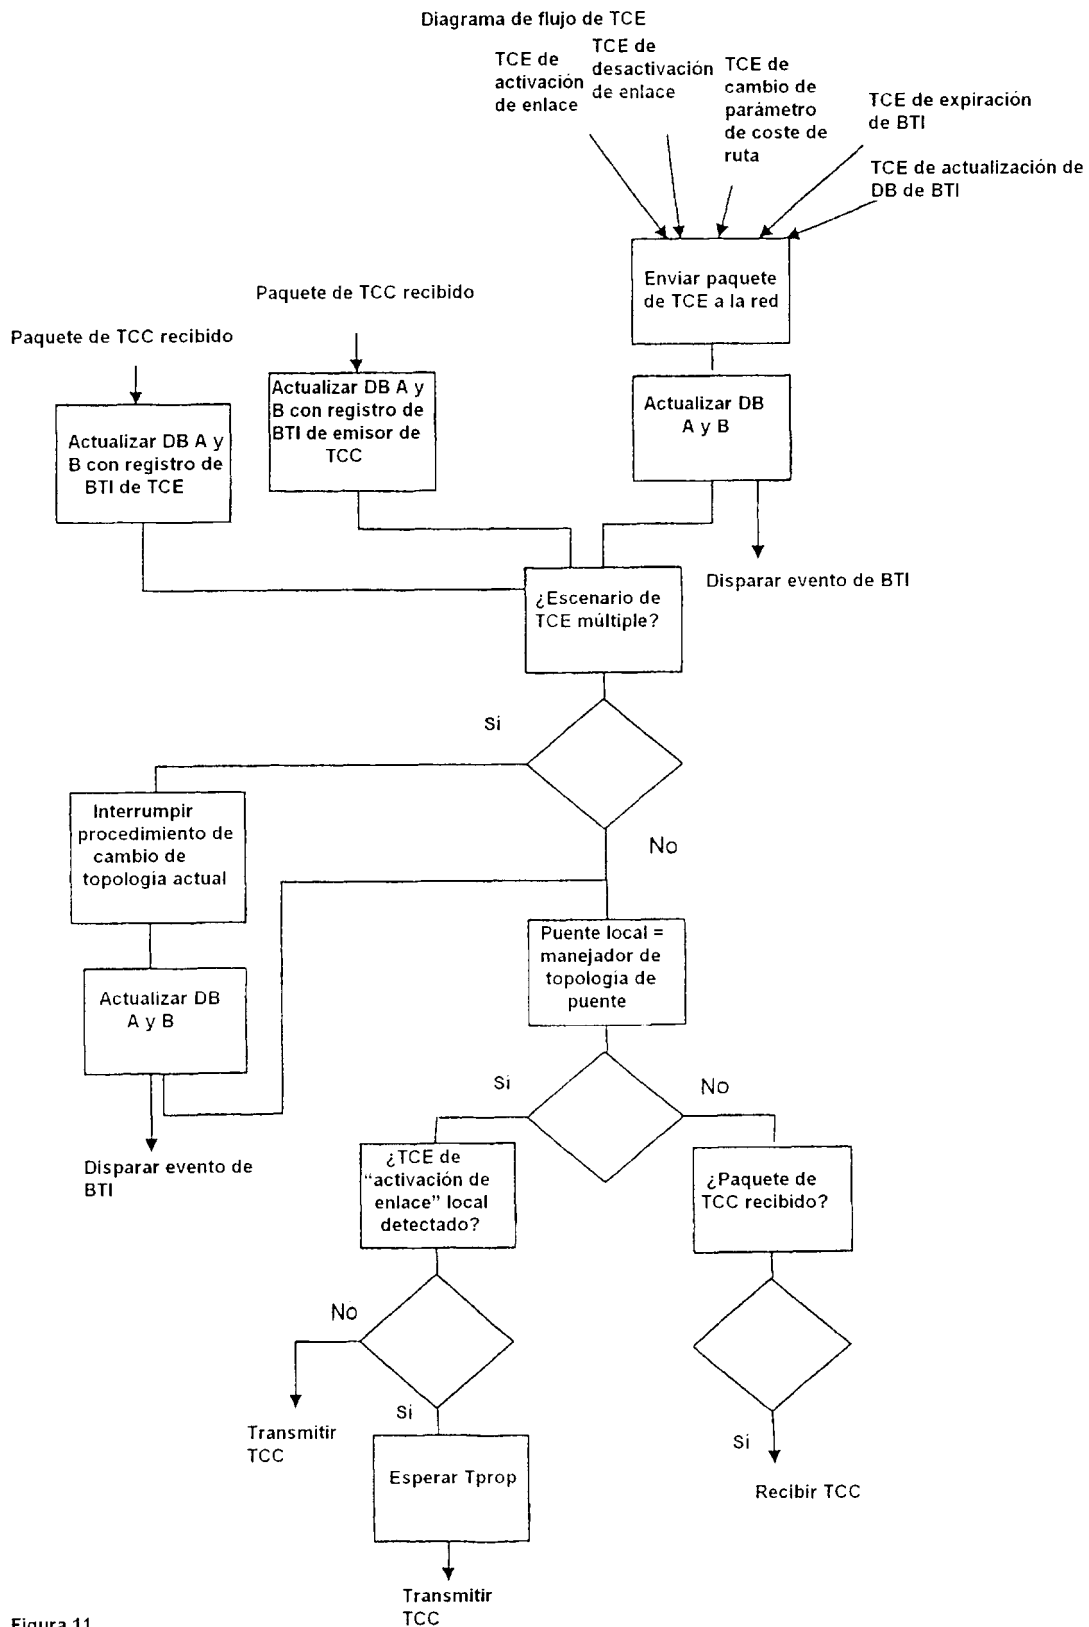 Diagrama de flujo de TCE
TCE de
activación
de enlace
TCE de
desactivación
de enlace
TCE de
cambio de
parámetro
de coste de
ruta
TCE de expiración
de BTI
TCE de actualización de
DB de BTI
Enviar paquete
de TCE a la red
Paquete de TCC recibido
Paquete de TCC recibido
Actualizar DB A y
B con registro de
BTI de emisor de
TCC
Actualizar DB
A y B
Actualizar DB A y
B con registro de
BTI de TCE
Disparar evento de BTI
¿Escenario de
TCE múltiple?
Si
No
Interrumpir
procedimiento de
cambio de
topologia actual
Puente local =
manejador de
topologia de
puente
Actualizar DB
A y B
Si
No
Disparar evento de
BTI
¿TCE de
“activación de
enlace” local
detectado?
¿Paquete de
TCC recibido?
No
Si
Transmitir
TCC
Si
Esperar Tprop
Recibir TCC
Transmitir
TCC
Figura 11